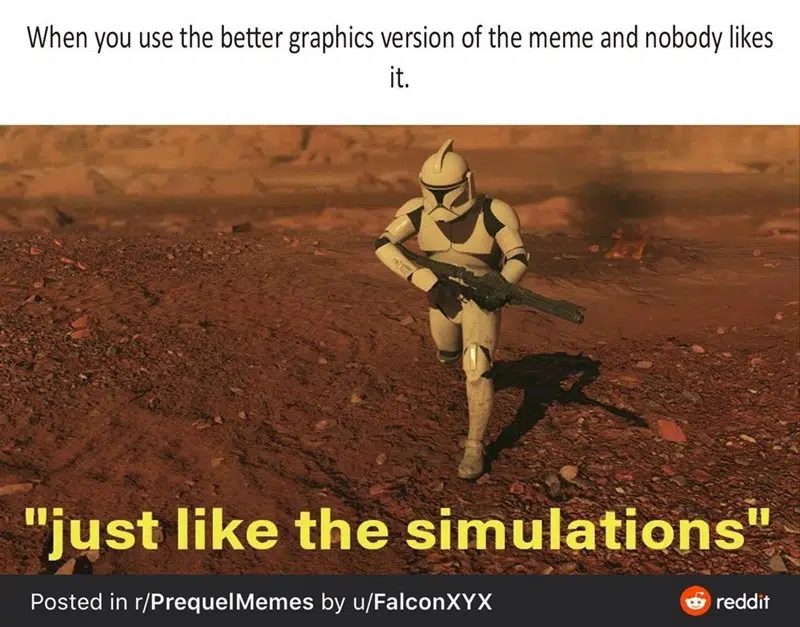 When you use the better graphics version of the meme and nobody likes
it.
"just like the simulations"
Posted in r/PrequelMemes by u/FalconXYX
reddit